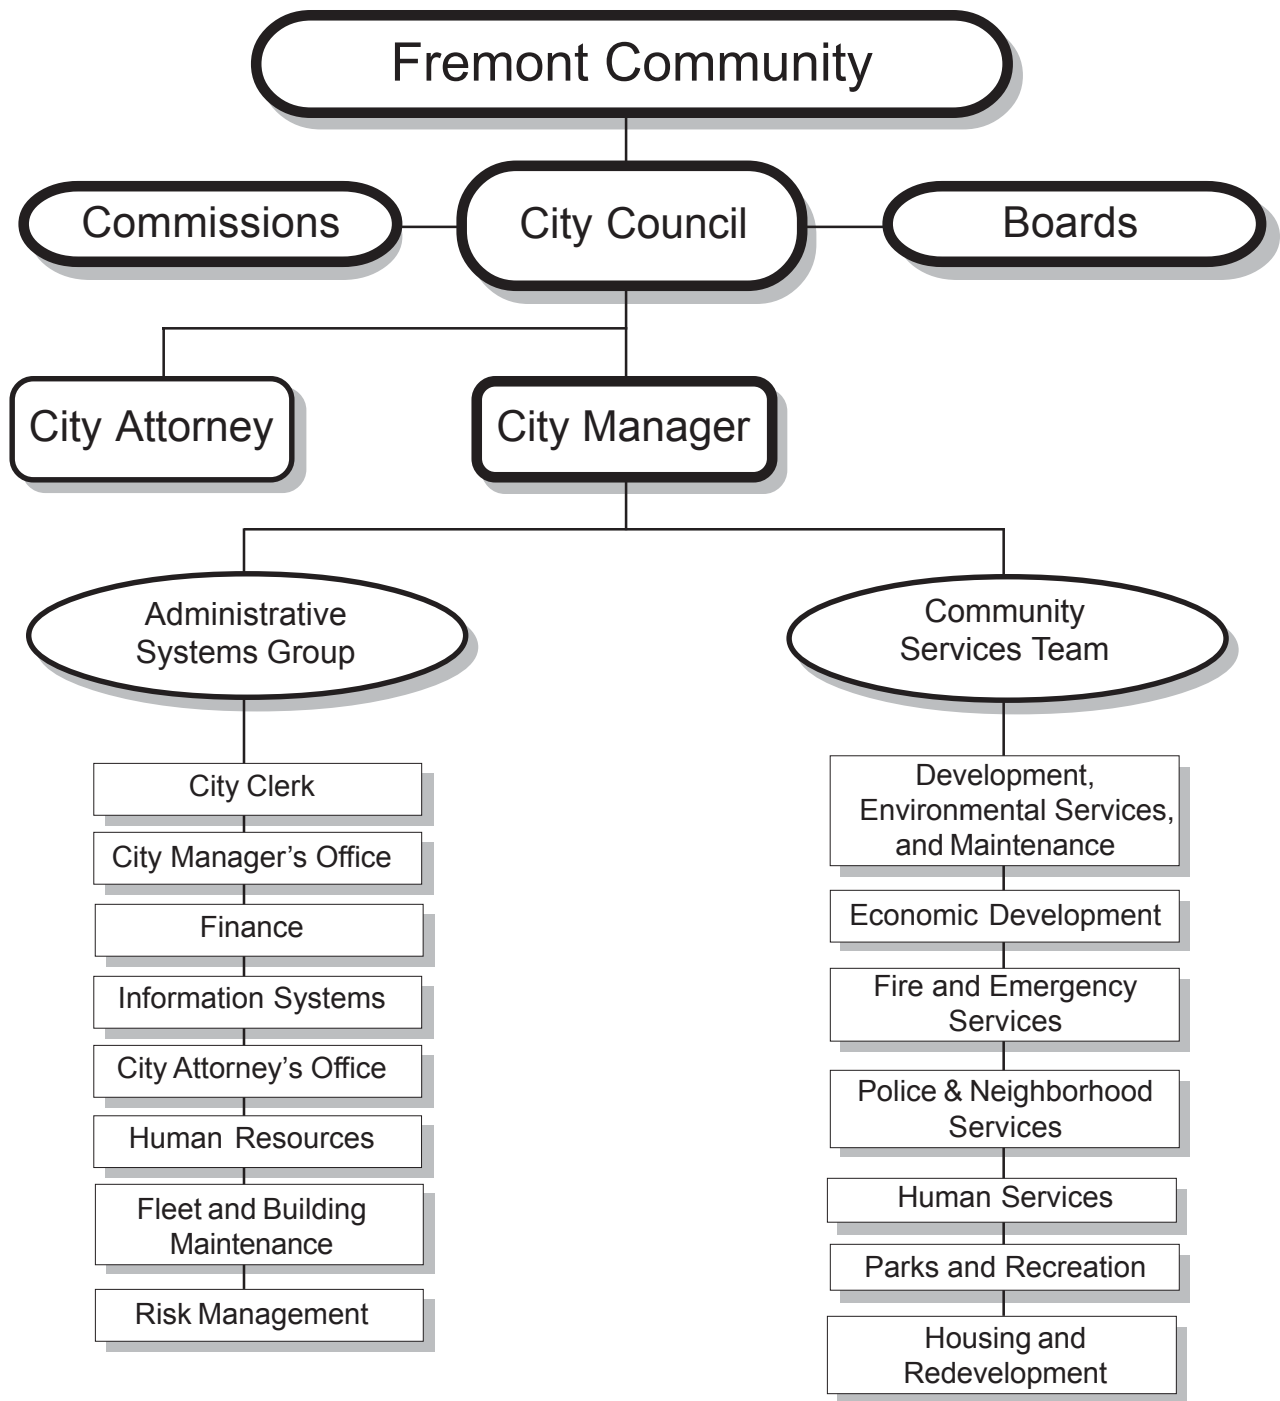 Fremont Community
Commissions
City Council
Boards
City Attorney
City Manager
Administrative
Systems Group
City Clerk
City Manager’s Office
Finance
Information Systems
City Attorney’s Office
Human Resources
Fleet and Building
Maintenance
Risk Management
Community
Services Team
Development,
Environmental Services,
and Maintenance
Economic Development
Fire and Emergency
Services
Police & Neighborhood
Services
Human Services
Parks and Recreation
Housing and
Redevelopment